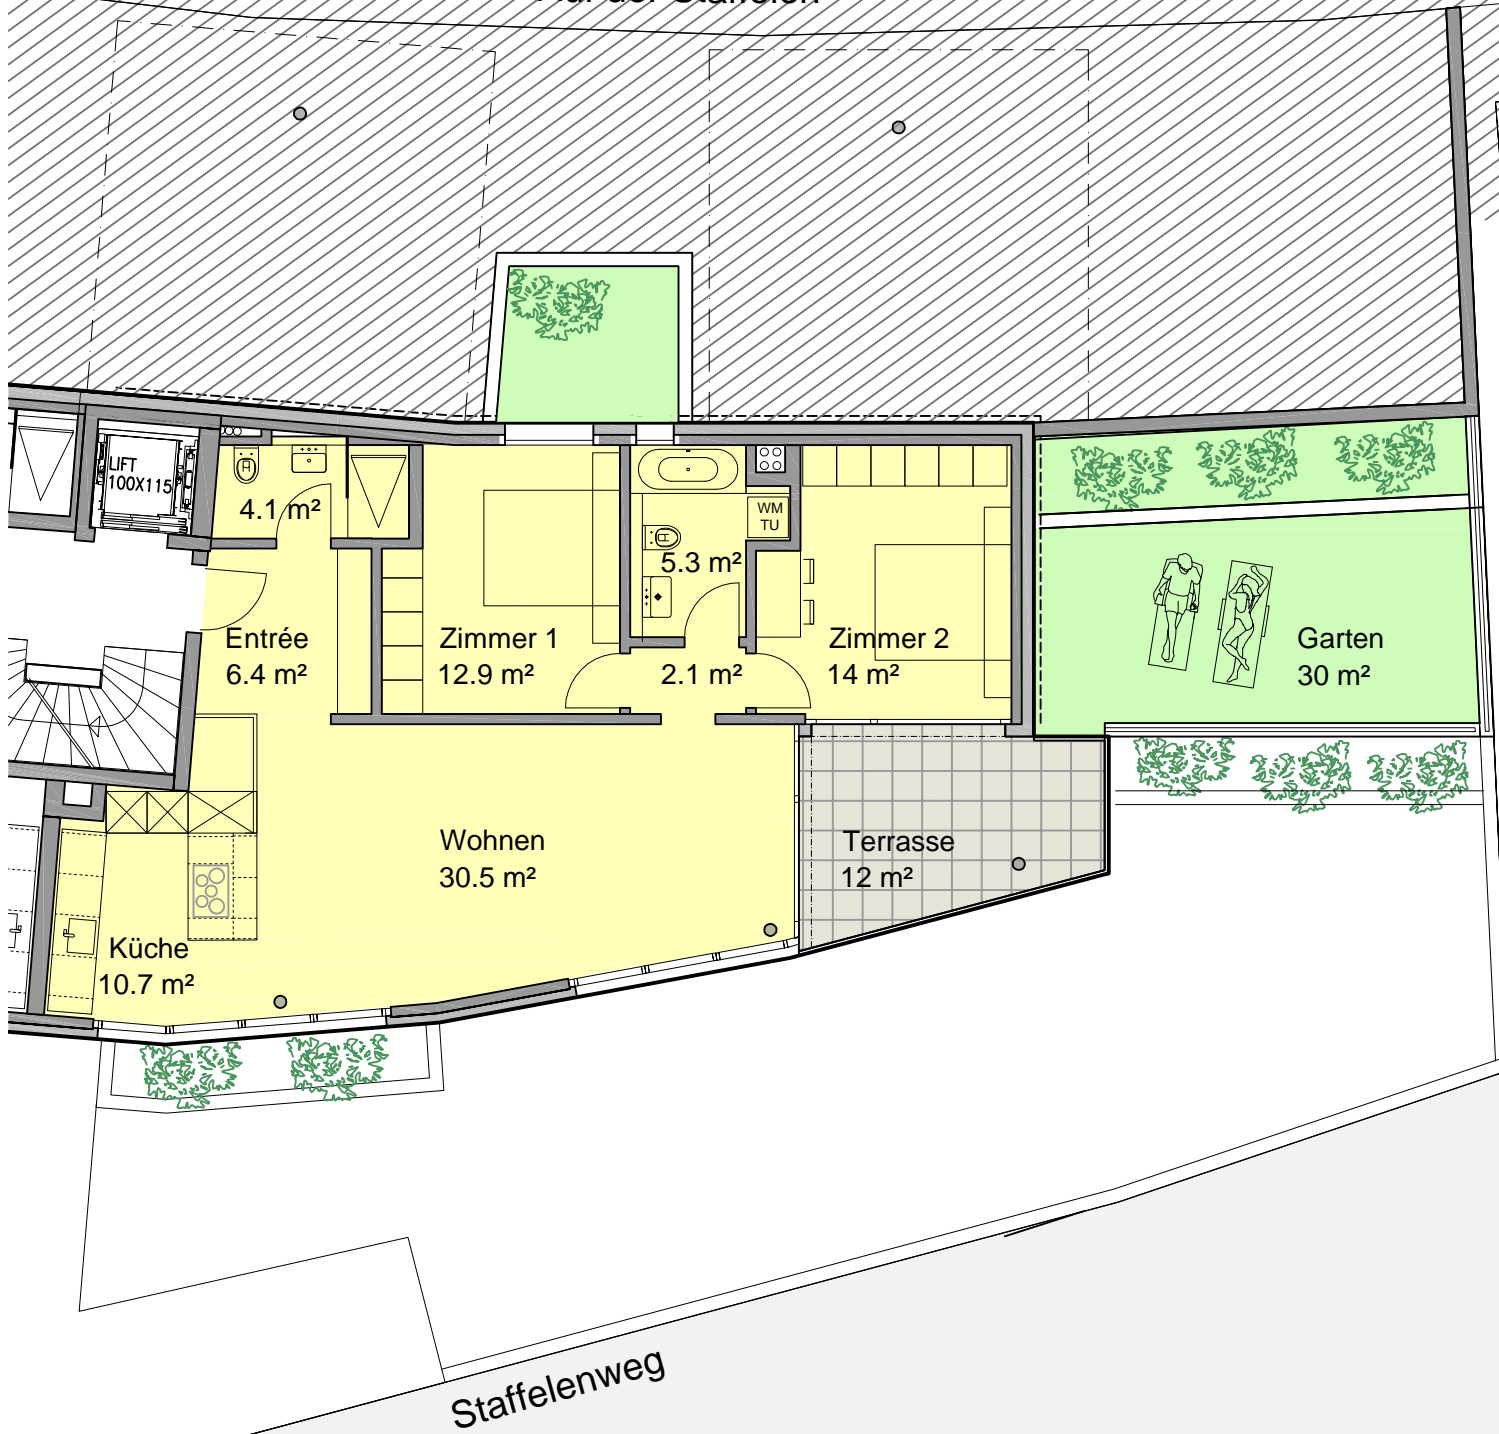 LIFT
100X115
4.1 m²
WM
TU
5.3 m²
Entrée
6.4 m²
Zimmer 1
12.9 m²
2.1 m²
Zimmer 2
14 m²
Garten
30 m²
Wohnen
30.5 m²
Terrasse
12 m²
Küche
10.7 m²
Staffelenweg